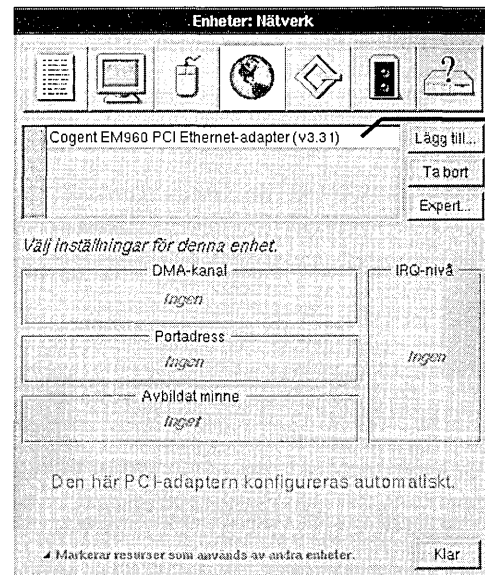 Enheter: Nätverk
?
Cogent EM960 PCI Ethernet-adapter (v3.31)
Lägg till...
Ta bort
Expert...
Välj inställningar för denna enhet.
DMA-kanal
Ingen
IRQ-nivå
Ingen
Portadress
Ingen
Avbildat minne
Inget
Den här PCI-adaptern konfigureras automatiskt.
Markerar resurser som används av andra enheter.
Klar